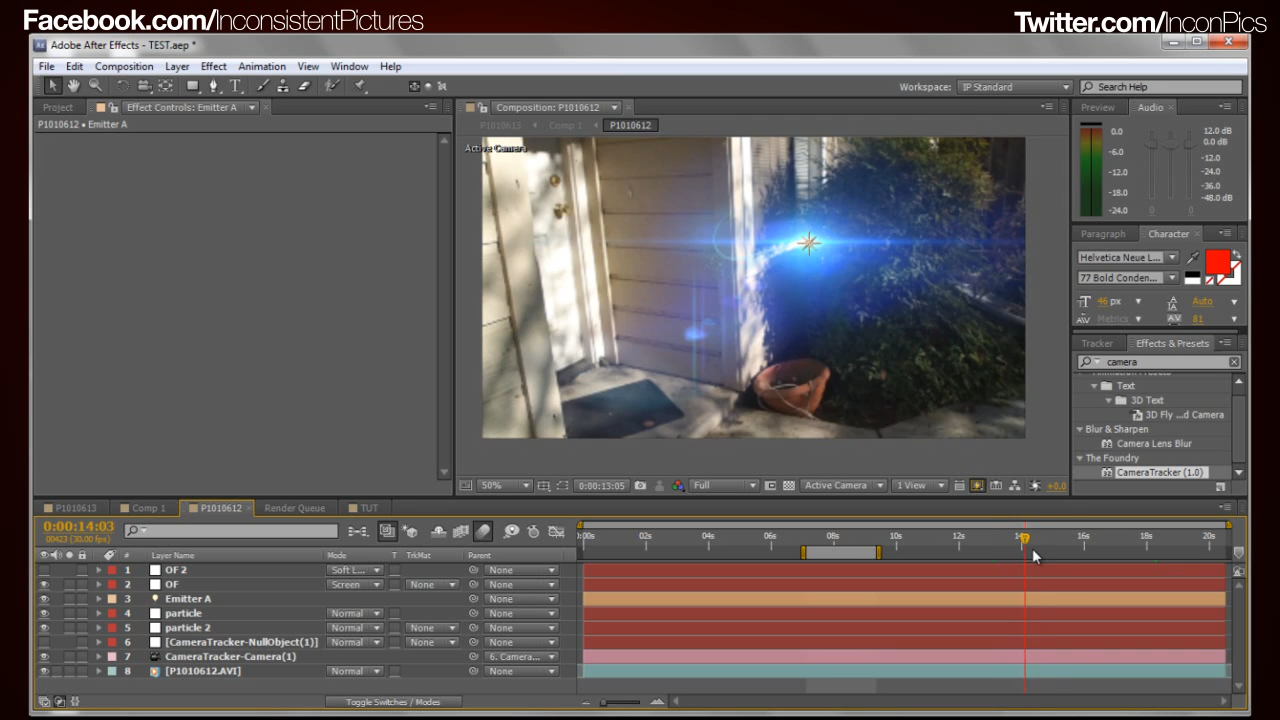 Facebook.com/InconsistentPictures
Twitter.com/InconPics
Adobe After Effects - TEST.aep *
File Edit Composition Layer Effect Animation View Window Help
Workspace: IP Standard Search Help
Project Effect Controls: Emitter A
Composition: P1010612
Preview Audio
P1010612 • Emitter A
P1010613 Comp 1 P1010612
Active Camera
0.0 12.0 dB
0.0 dB
-6.0 -12.0
-12.0 -24.0
-18.0 -36.0
-24.0 -48.0 dB
0 0
Paragraph Character
Helvetica Neue L...
77 Bold Conden...
46 px Auto
Metrics 81
Tracker Effects & Presets
camera
Animation Presets
Text
3D Text
3D Fly ...d Camera
Blur & Sharpen
Camera Lens Blur
The Foundry
CameraTracker (1.0)
50% 0:00:13:05 Full Active Camera 1 View +0.0
P1010613 Comp 1 P1010612 Render Queue TUT
0:00:14:03
00423 (30.00 fps)
:00s 02s 04s 06s 08s 10s 12s 14s 16s 18s 20s
# Layer Name Mode T TrkMat Parent
1 OF 2 Soft L... None
2 OF Screen None None
3 Emitter A None
4 particle Normal None
5 particle 2 Normal None None
6 [CameraTracker-NullObject(1)] Normal None None
7 CameraTracker-Camera(1) 6. Camera...
8 [P1010612.AVI] Normal None
Toggle Switches / Modes